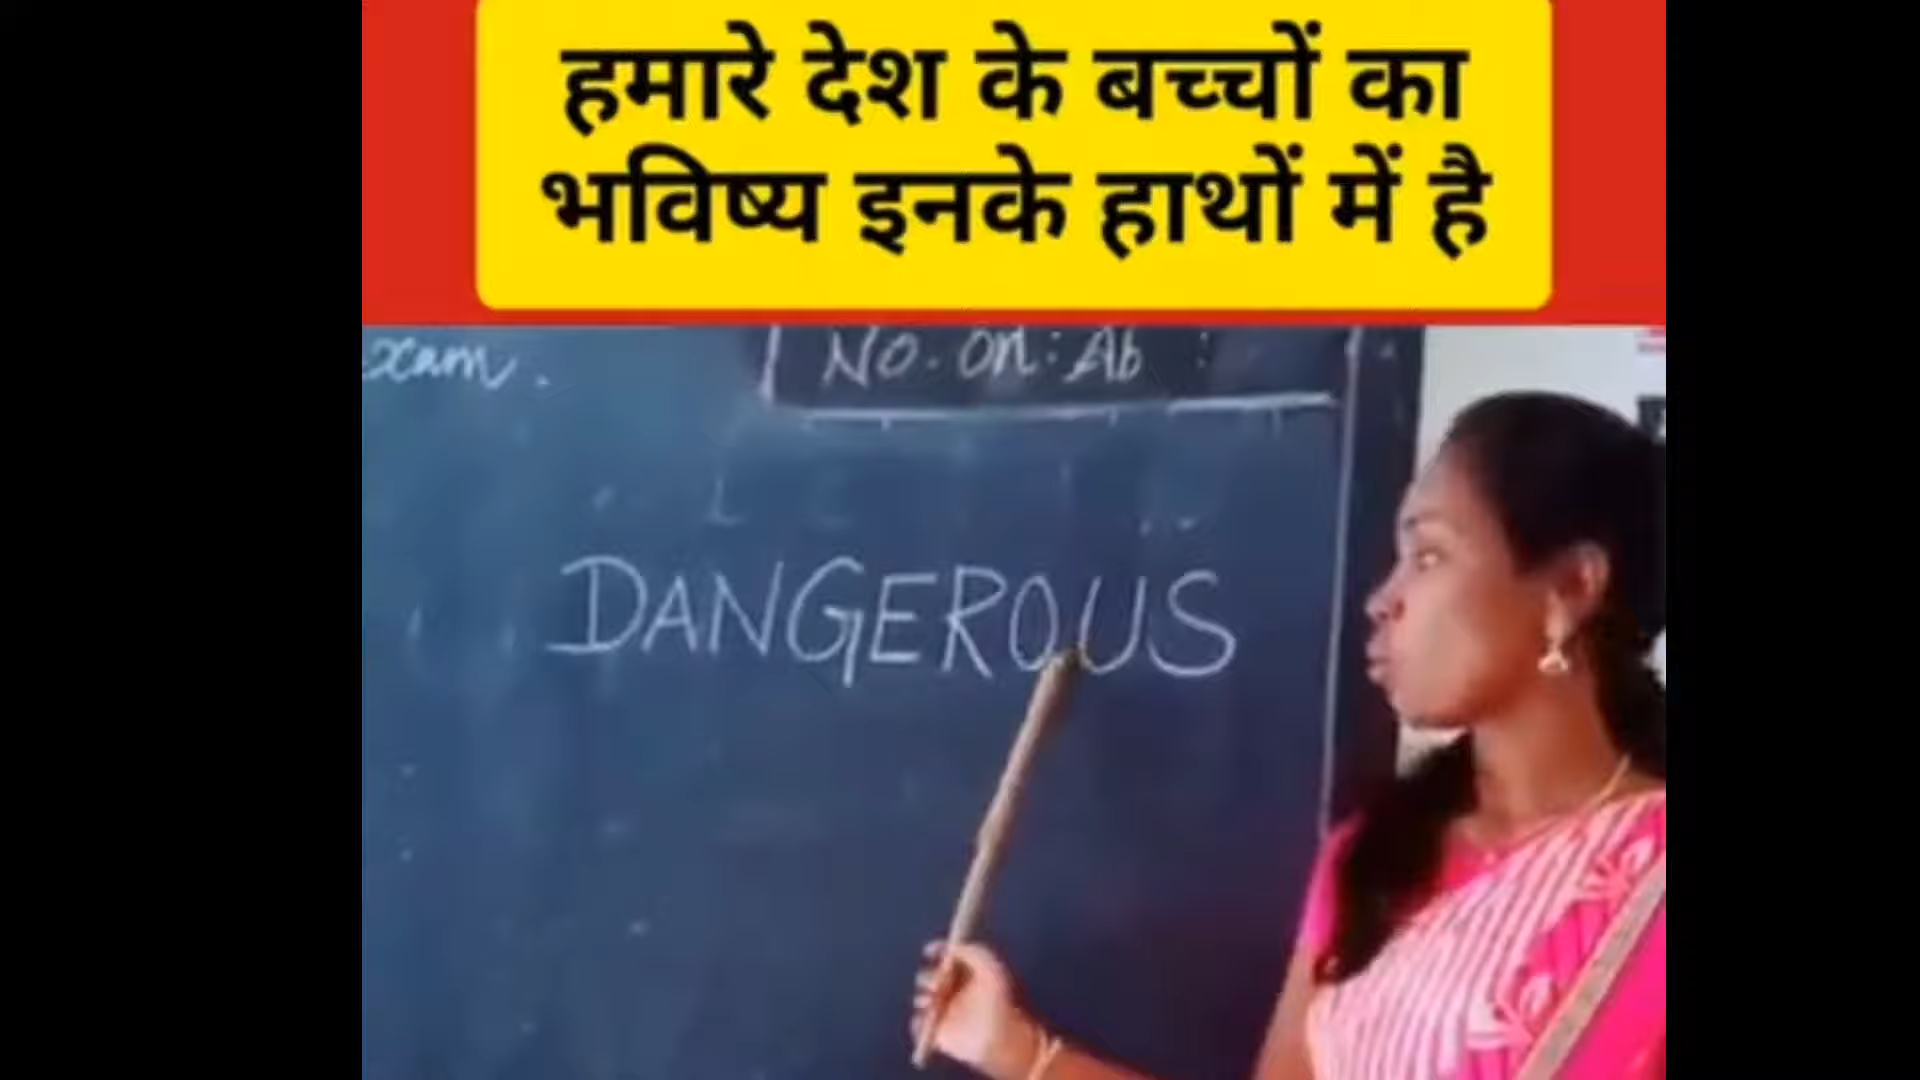 हमारे देश के बच्चों का
भविष्य इनके हाथों में है
xam.
No. on: Ab :
DANGEROUS